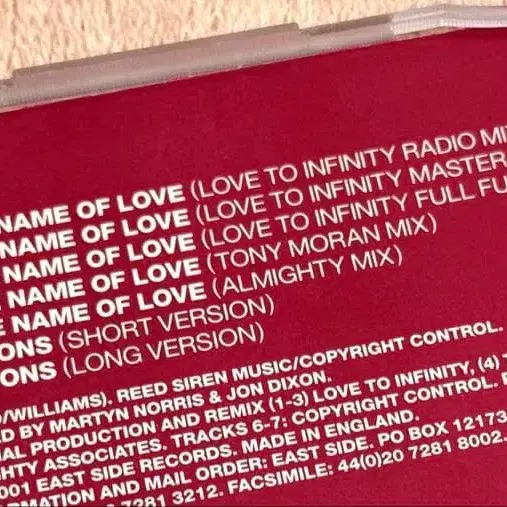 NAME OF LOVE (LOVE TO INFINITY RADIO MI
NAME OF LOVE (LOVE TO INFINITY MASTER
NAME OF LOVE (LOVE TO INFINITY FULL FU
NAME OF LOVE (TONY MORAN MIX)
NAME OF LOVE (ALMIGHTY MIX)
ONS (SHORT VERSION)
ONS (LONG VERSION)
/WILLIAMS). REED SIREN MUSIC/COPYRIGHT CONTROL.
ED BY MARTYN NORRIS & JON DIXON.
AL PRODUCTION AND REMIX (1-3) LOVE TO INFINITY, (4) T
GHTY ASSOCIATES. TRACKS 6-7: COPYRIGHT CONTROL.
001 EAST SIDE RECORDS. MADE IN ENGLAND.
RMATION AND MAIL ORDER: EAST SIDE. PO BOX 12173
7281 3212. FACSIMILE: 44(0)20 7281 8002.